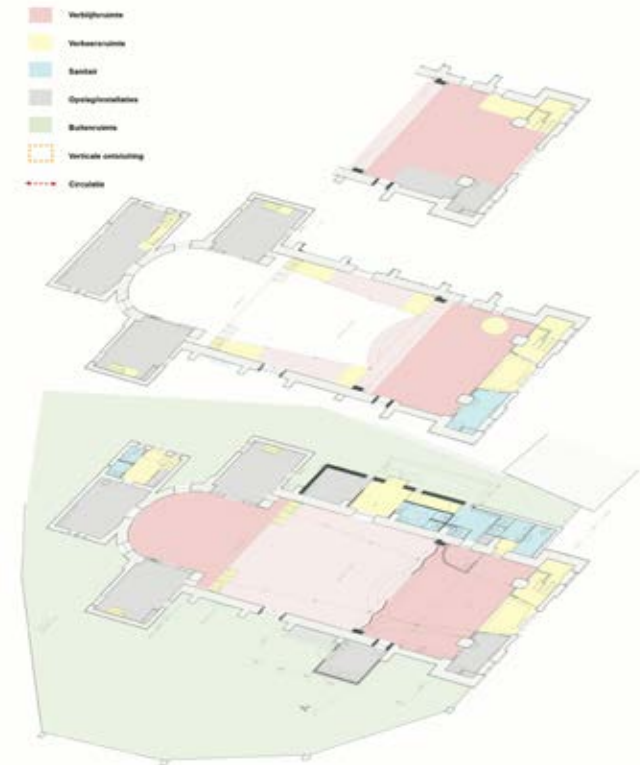 Verblijfsruimte
Verkeersruimte
Sanitair
Opslag/installaties
Buitenruimte
Verticale ontsluiting
Circulatie